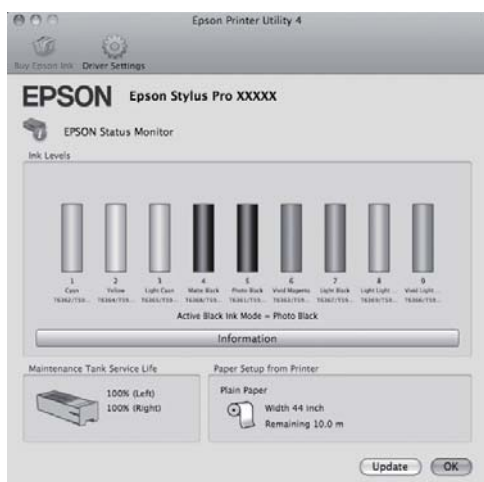 Epson Printer Utility 4
Buy Epson Ink Driver Settings
EPSON Epson Stylus Pro XXXXX
EPSON Status Monitor
Ink Levels
1 2 3 4 5 6 7 8 9
Cyan Yellow Light Cyan Matte Black Photo Black Vivid Magenta Light Black Light Light ... Vivid Light ...
Active Black Ink Mode = Photo Black
Information
Maintenance Tank Service Life
100% (Left)
100% (Right)
Paper Setup from Printer
Plain Paper
Width 44 inch
Remaining 10.0 m
Update OK